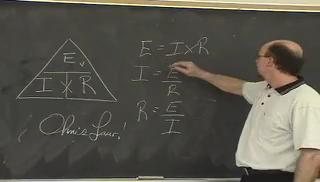 E
I X R
E = I X R
I = E / R
R = E / I
Ohm's Law!